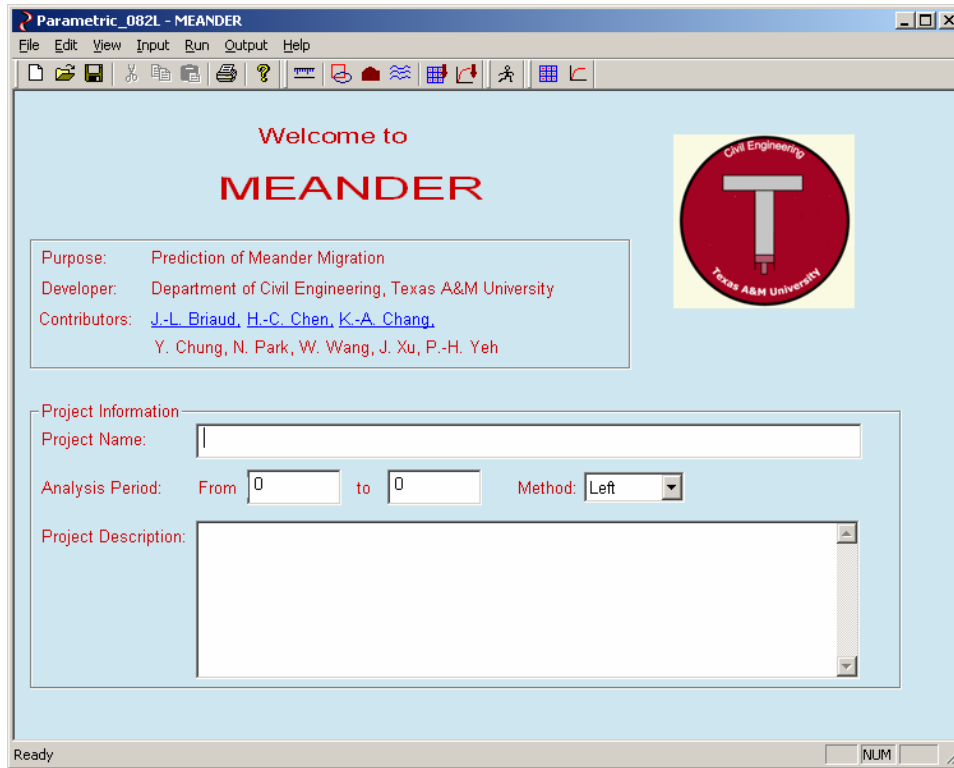 Parametric_082L - MEANDER
File Edit View Input Run Output Help
Welcome to
MEANDER
Civil Engineering
Texas A&M University
Purpose: Prediction of Meander Migration
Developer: Department of Civil Engineering, Texas A&M University
Contributors: J.-L. Briaud, H.-C. Chen, K.-A. Chang,
Y. Chung, N. Park, W. Wang, J. Xu, P.-H. Yeh
Project Information
Project Name:
Analysis Period: From 0 to 0 Method: Left
Project Description:
Ready NUM